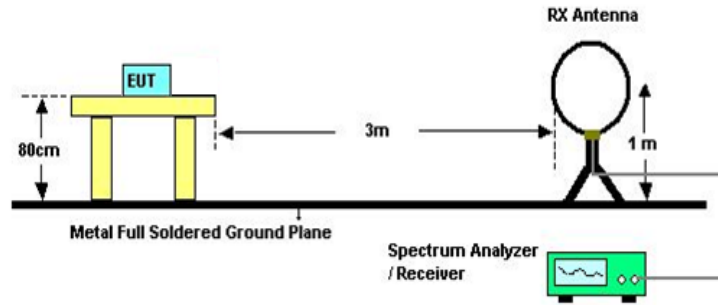 RX Antenna
EUT
3m
80cm
1 m
Metal Full Soldered Ground Plane
Spectrum Analyzer
/ Receiver